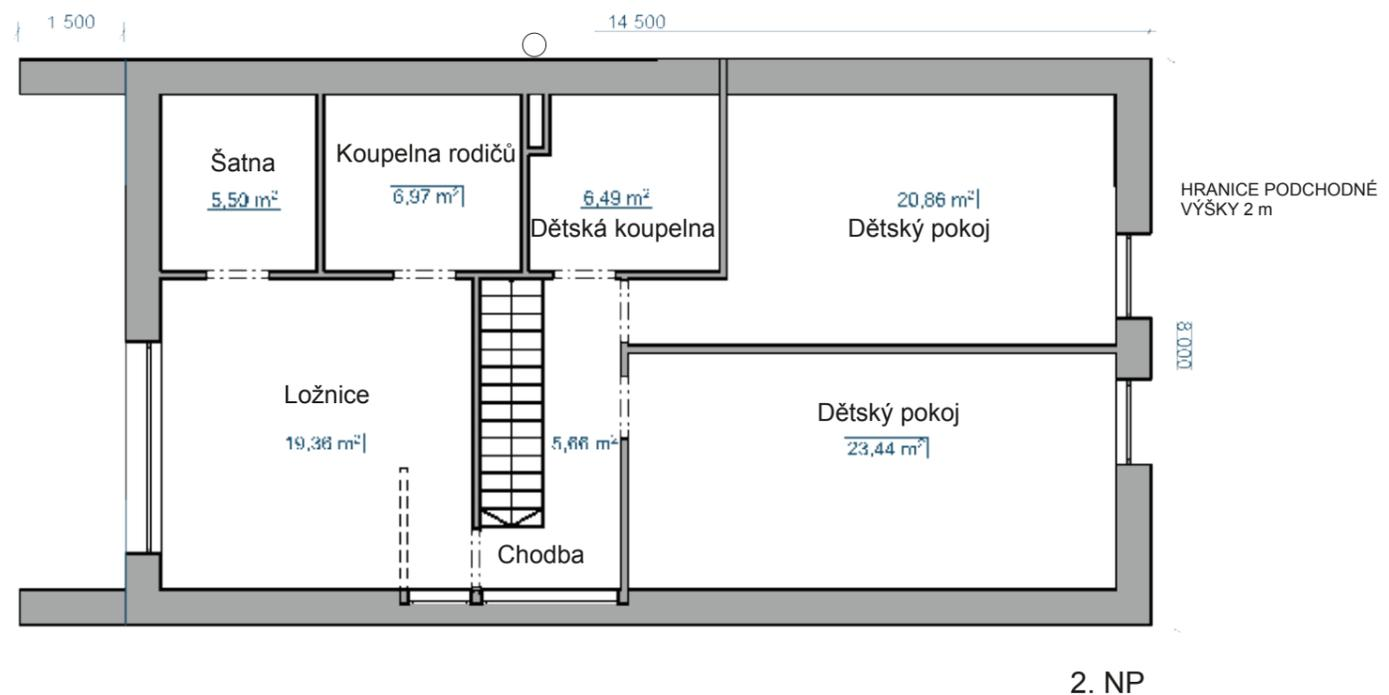 1 500
14 500
Šatna
5,50 m²
Koupelna rodičů
6,97 m²
6,49 m²
Dětská koupelna
20,86 m²
Dětský pokoj
HRANICE PODCHODNÉ
VÝŠKY 2 m
8 000
Ložnice
19,36 m²
5,66 m²
Dětský pokoj
23,44 m²
Chodba
2. NP